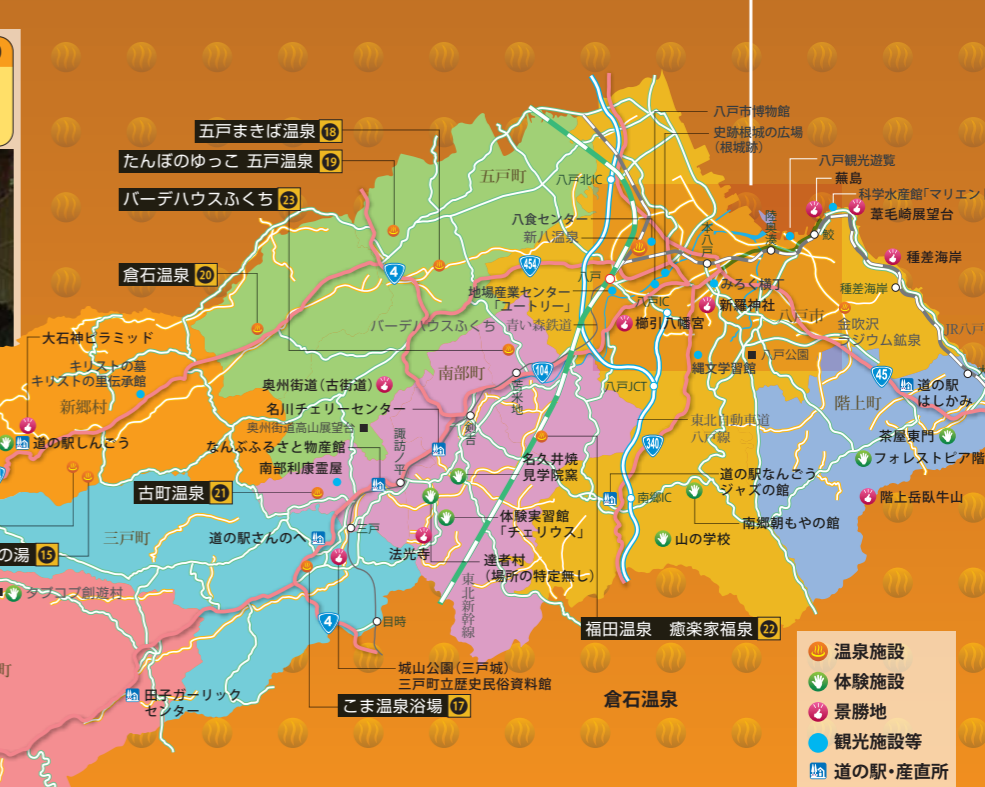 五戸まきば温泉 18
たんぽのゆっこ 五戸温泉 19
バーデハウスふくち 23
倉石温泉 20
五戸町
八戸北IC
八食センター
新八温泉
4
454
八戸
地場産業センター
「ユートリー」
バーデハウスふくち
青い森鉄道
八戸市博物館
史跡根城の広場
(根城跡)
八戸観光遊覧
蕪島
科学水産館「マリエント
葦毛崎展望台
陸奥湊
鮫
本八戸
種差海岸
種差海岸
みろく横丁
八戸IC
新羅神社
櫛引八幡宮
八戸市
金吹沢
ラジウム鉱泉
JR八戸
八戸公園
縄文学習館
45
道の駅
はしかみ
階上町
茶屋東門
フォレストピア階
階上岳臥牛山
大石神ピラミッド
キリストの墓
キリストの里伝承館
新郷村
道の駅しんごう
奥州街道(古街道)
名川チェリーセンター
奥州街道高山展望台
なんぶふるさと物産館
南部利康霊屋
古町温泉 21
南部町
苫米地
104
剣吉
諏訪ノ平
八戸JCT
東北自動車道
八戸線
340
名久井焼
見学院窯
道の駅なんごう
ジャズの館
南郷IC
南郷朝もやの館
山の学校
体験実習館
「チェリウス」
達者村
(場所の特定無し)
法光寺
東北新幹線
三戸
道の駅さんのへ
三戸町
の湯 15
タプコプ創遊村
町
4
目時
福田温泉 癒楽家福泉 22
城山公園(三戸城)
三戸町立歴史民俗資料館
こま温泉浴場 17
田子ガーリック
センター
倉石温泉
温泉施設
体験施設
景勝地
観光施設等
道の駅・産直所